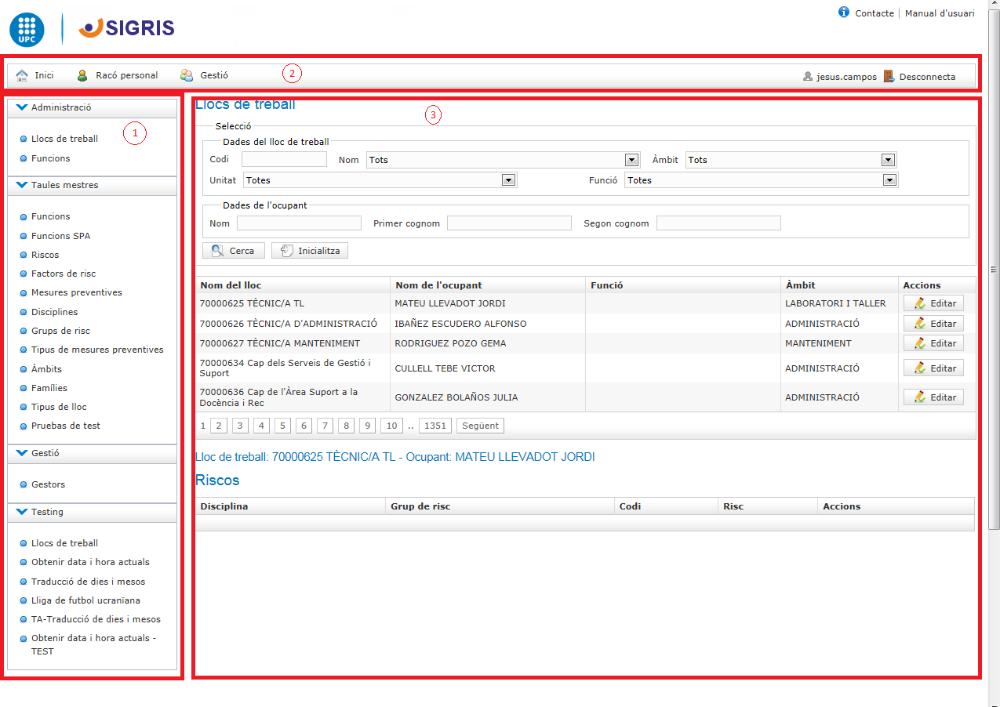 UPC
SIGRIS
Contacte
Manual d'usuari
Inici
Racó personal
Gestió
2
jesus.campos
Desconnecta
Administració
1
Llocs de treball
Funcions
Taules mestres
Funcions
Funcions SPA
Riscos
Factors de risc
Mesures preventives
Disciplines
Grups de risc
Tipus de mesures preventives
Àmbits
Famílies
Tipus de lloc
Pruebas de test
Gestió
Gestors
Testing
Llocs de treball
Obtenir data i hora actuals
Traducció de dies i mesos
Lliga de futbol ucraniana
TA-Traducció de dies i mesos
Obtenir data i hora actuals -
TEST
Llocs de treball
3
Selecció
Dades del lloc de treball
Codi Nom Tots Àmbit Tots
Unitat Totes Funció Totes
Dades de l'ocupant
Nom Primer cognom Segon cognom
Cerca Inicialitza
Nom del lloc Nom de l'ocupant Funció Àmbit Accions
70000625 TÈCNIC/A TL MATEU LLEVADOT JORDI LABORATORI I TALLER Editar
70000626 TÈCNIC/A D'ADMINISTRACIÓ IBAÑEZ ESCUDERO ALFONSO ADMINISTRACIÓ Editar
70000627 TÈCNIC/A MANTENIMENT RODRIGUEZ POZO GEMA MANTENIMENT Editar
70000634 Cap dels Serveis de Gestió i
Suport CULLELL TEBE VICTOR ADMINISTRACIÓ Editar
70000636 Cap de l'Àrea Suport a la
Docència i Rec GONZALEZ BOLAÑOS JULIA ADMINISTRACIÓ Editar
1 2 3 4 5 6 7 8 9 10 .. 1351 Següent
Lloc de treball: 70000625 TÈCNIC/A TL - Ocupant: MATEU LLEVADOT JORDI
Riscos
Disciplina Grup de risc Codi Risc Accions